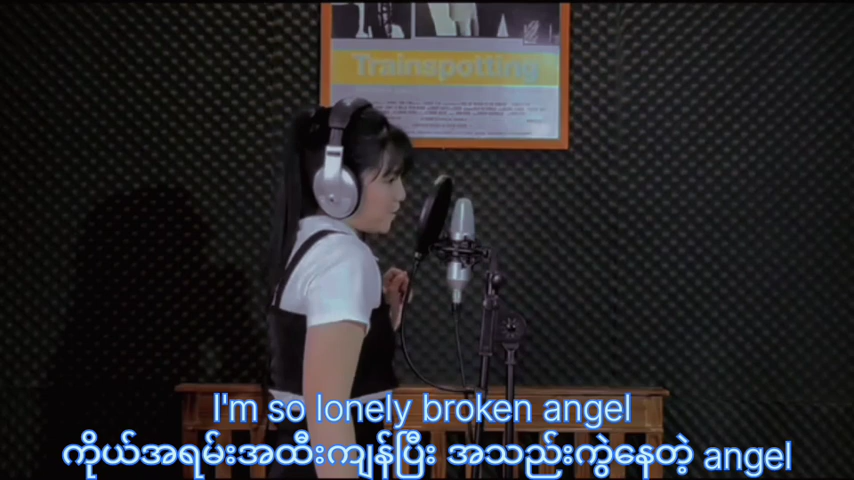 Trainspotting
I'm so lonely broken angel
ကိုယ်အရမ်းအထီးကျန်ပြီး အသည်းကွဲနေတဲ့ angel